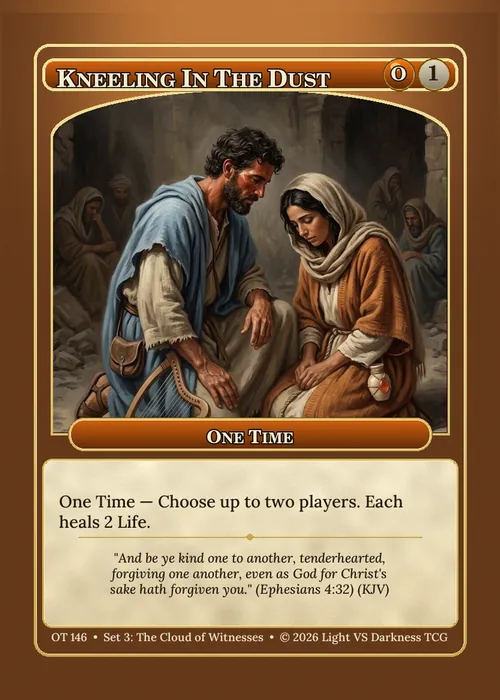 Kneeling In The Dust O 1
One Time
One Time — Choose up to two players. Each
heals 2 Life.
"And be ye kind one to another, tenderhearted,
forgiving one another, even as God for Christ's
sake hath forgiven you." (Ephesians 4:32) (KJV)
OT 146 • Set 3: The Cloud of Witnesses • © 2026 Light VS Darkness TCG